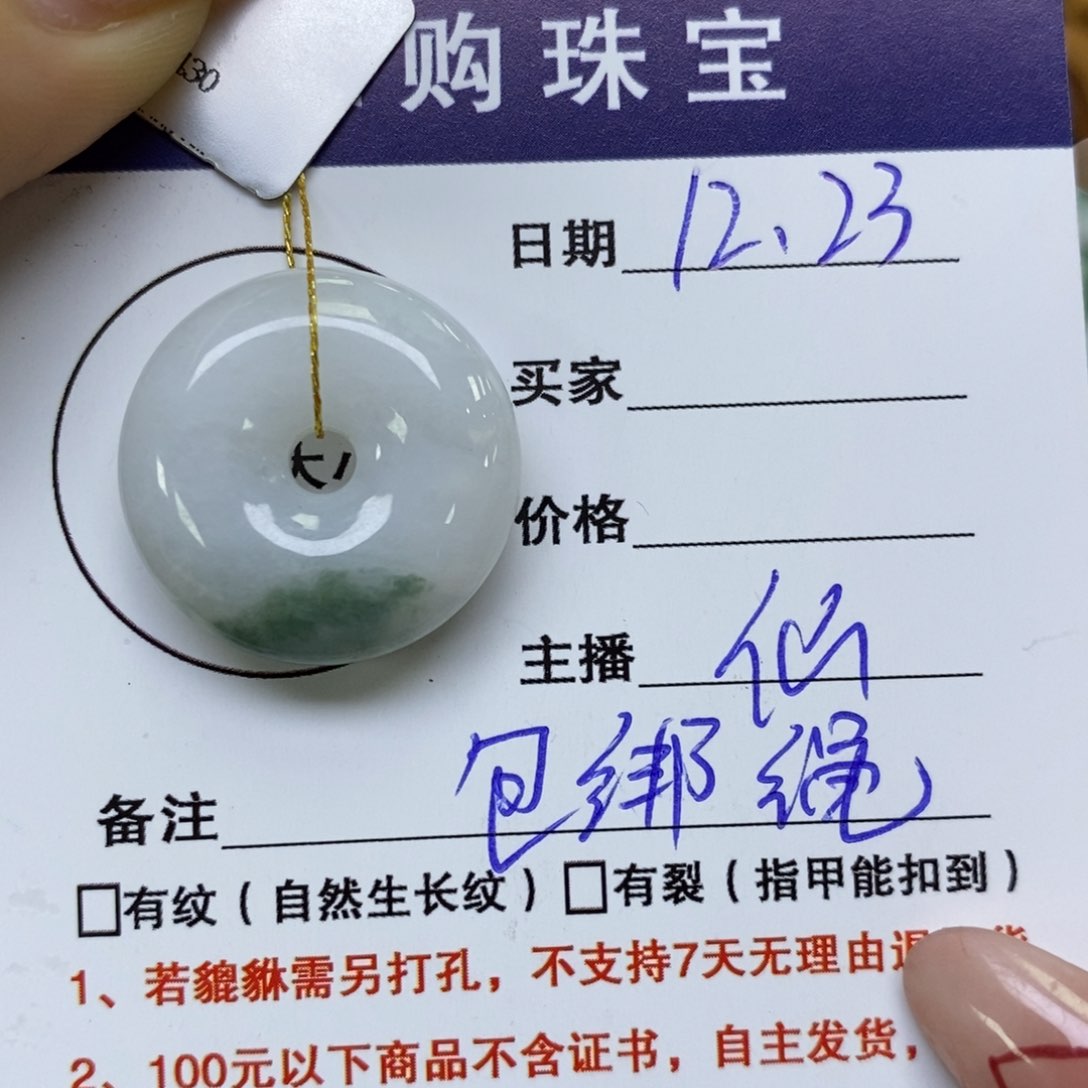 购珠宝
30
日期 12、23
买家
价格
主播 仙
备注 包绑绳
□有纹（自然生长纹）□有裂（指甲能扣到）
1、若貔貅需另打孔，不支持7天无理由退货
2、100元以下商品不含证书，自主发货，